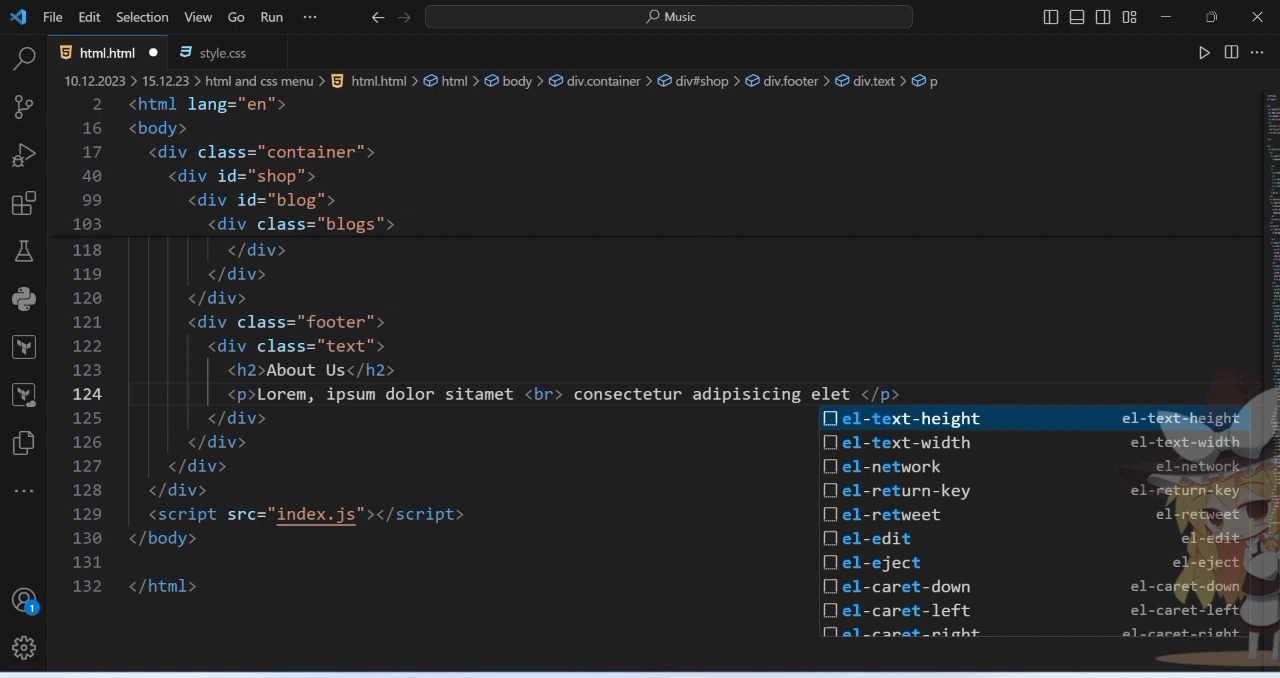 File Edit Selection View Go Run ··· Music
html.html style.css
10.12.2023 > 15.12.23 > html and css menu > html.html > html > body > div.container > div#shop > div.footer > div.text > p
2 <html lang="en">
16 <body>
17 <div class="container">
40 <div id="shop">
99 <div id="blog">
103 <div class="blogs">
118 </div>
119 </div>
120 </div>
121 <div class="footer">
122 <div class="text">
123 <h2>About Us</h2>
124 <p>Lorem, ipsum dolor sitamet <br> consectetur adipisicing elet </p>
125 </div>
126 </div>
127 </div>
128 </div>
129 <script src="index.js"></script>
130 </body>
131
132 </html>
el-text-height el-text-height
el-text-width el-text-width
el-network el-network
el-return-key el-return-key
el-retweet el-retweet
el-edit el-edit
el-eject el-eject
el-caret-down el-caret-down
el-caret-left el-caret-left
el-caret-right el-caret-right
1